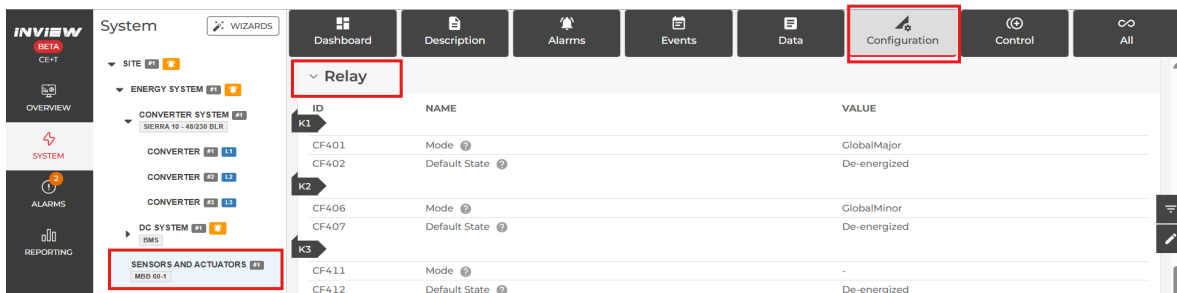 iNViEW
BETA
CE+T
OVERVIEW
SYSTEM
2
ALARMS
REPORTING
System
WIZARDS
SITE #1
ENERGY SYSTEM #1
CONVERTER SYSTEM #1
SIERRA 10 - 48/230 BLR
CONVERTER #1 L1
CONVERTER #2 L2
CONVERTER #3 L3
DC SYSTEM #1
BMS
SENSORS AND ACTUATORS #1
MBB 60-1
Dashboard Description Alarms Events Data Configuration Control All
Relay
ID NAME VALUE
K1
CF401 Mode ? GlobalMajor
CF402 Default State ? De-energized
K2
CF406 Mode ? GlobalMinor
CF407 Default State ? De-energized
K3
CF411 Mode ? -
CF412 Default State ? De-energized